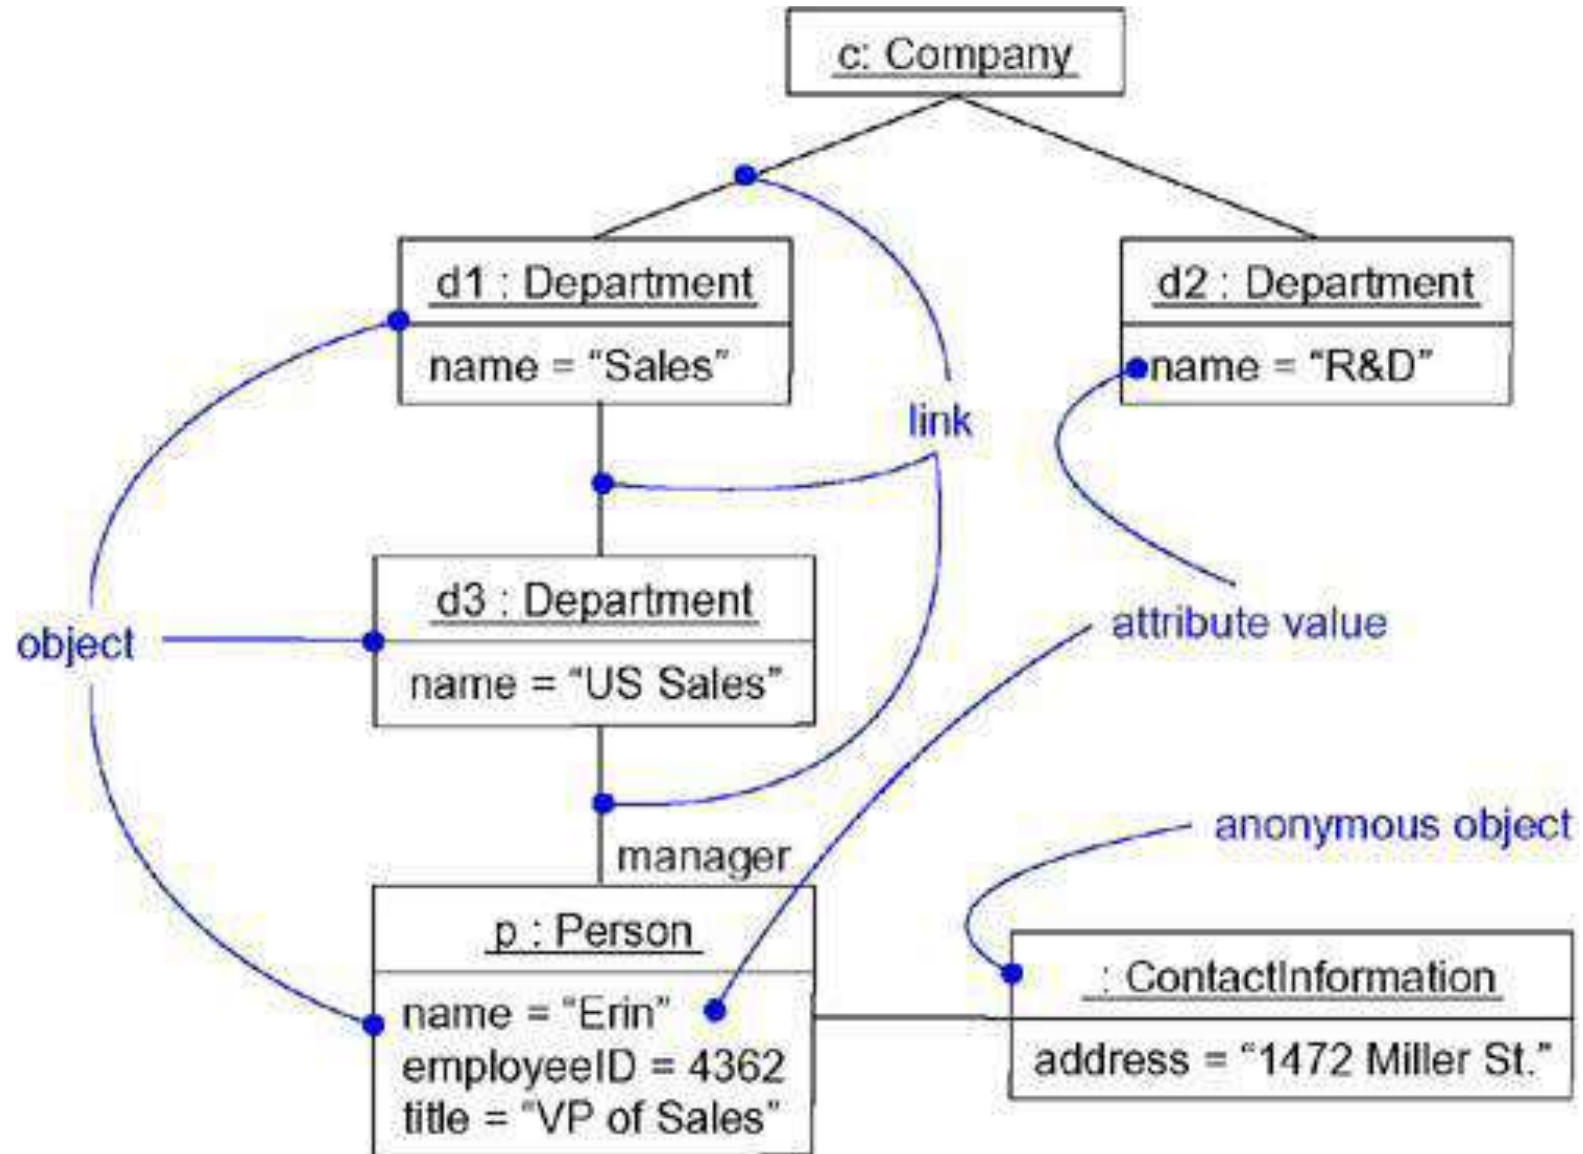 c: Company
d1 : Department
name = “Sales”
d2 : Department
name = “R&D”
link
d3 : Department
name = “US Sales”
object
attribute value
manager
anonymous object
p : Person
name = “Erin”
employeeID = 4362
title = “VP of Sales”
: ContactInformation
address = “1472 Miller St.”